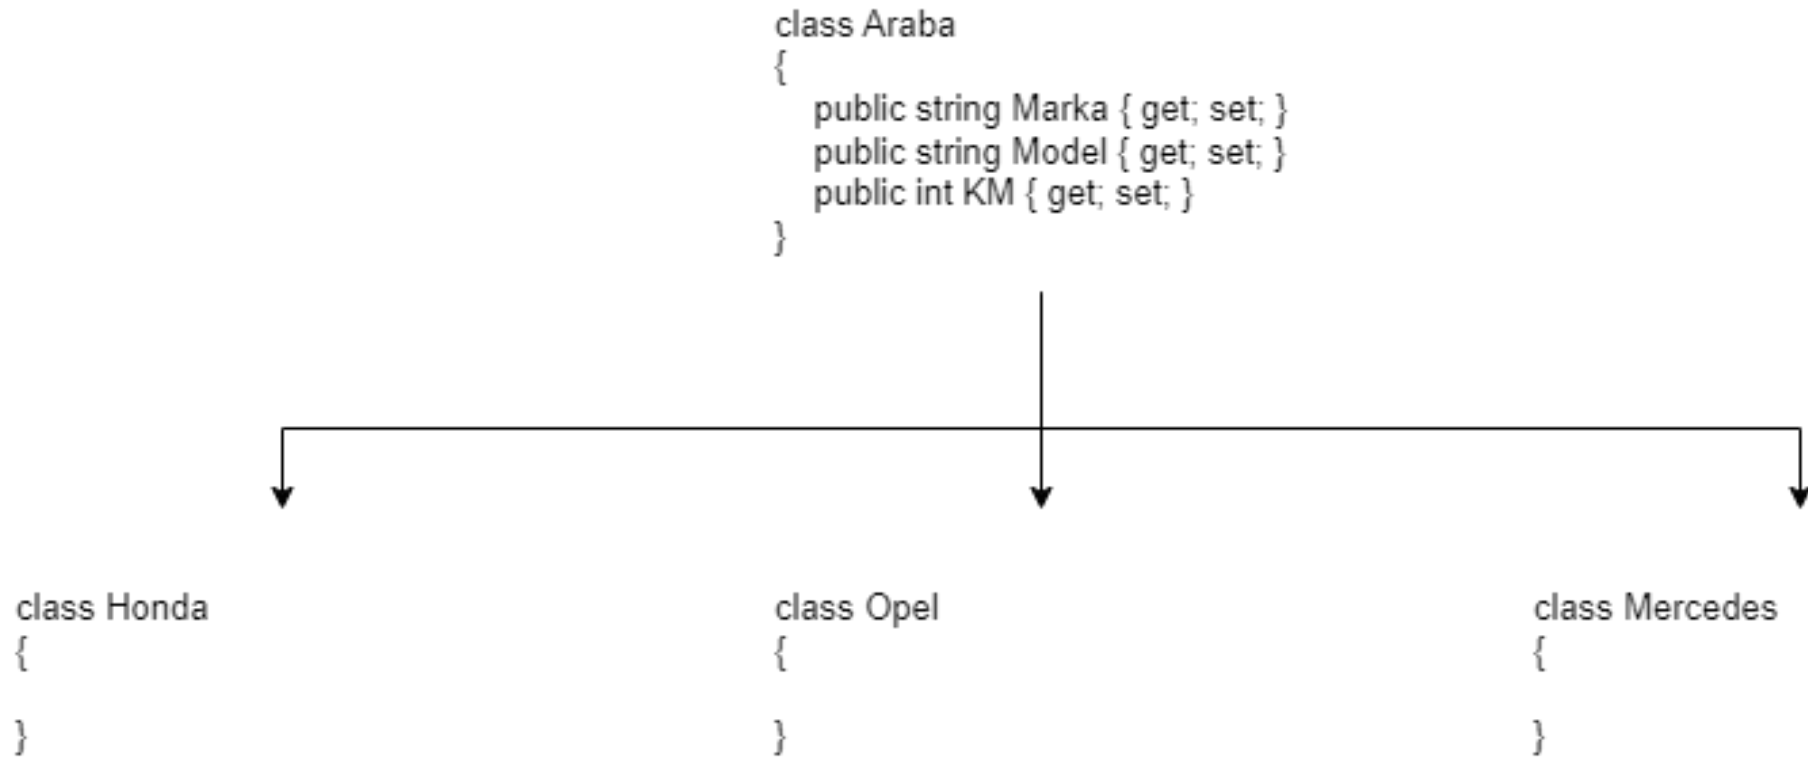 class Araba
{
public string Marka { get; set; }
public string Model { get; set; }
public int KM { get; set; }
}
class Honda
{
}
class Opel
{
}
class Mercedes
{
}